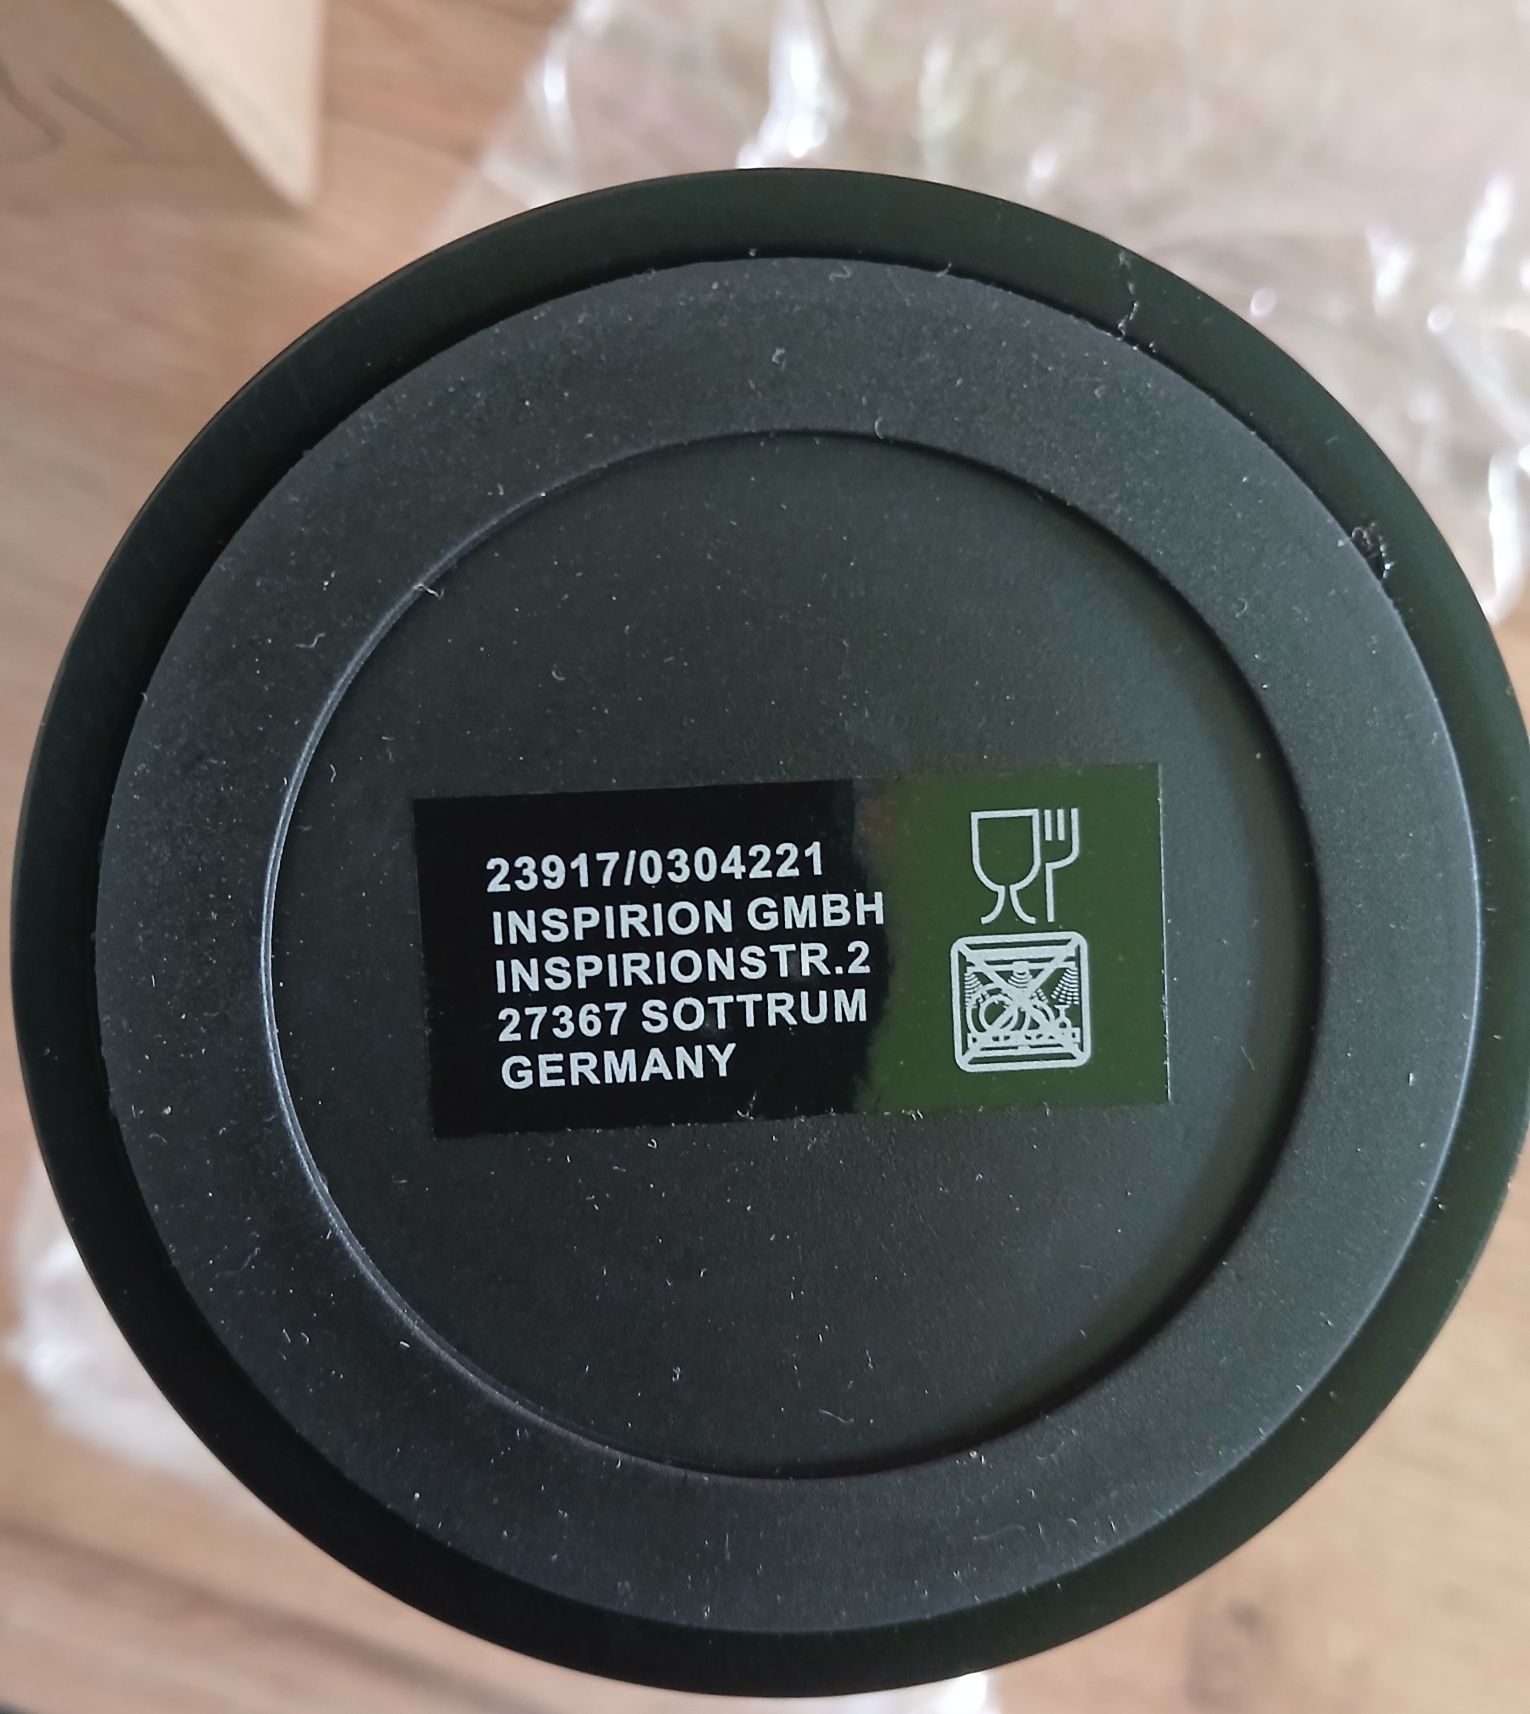 23917/0304221
INSPIRION GMBH
INSPIRIONSTR.2
27367 SOTTRUM
GERMANY